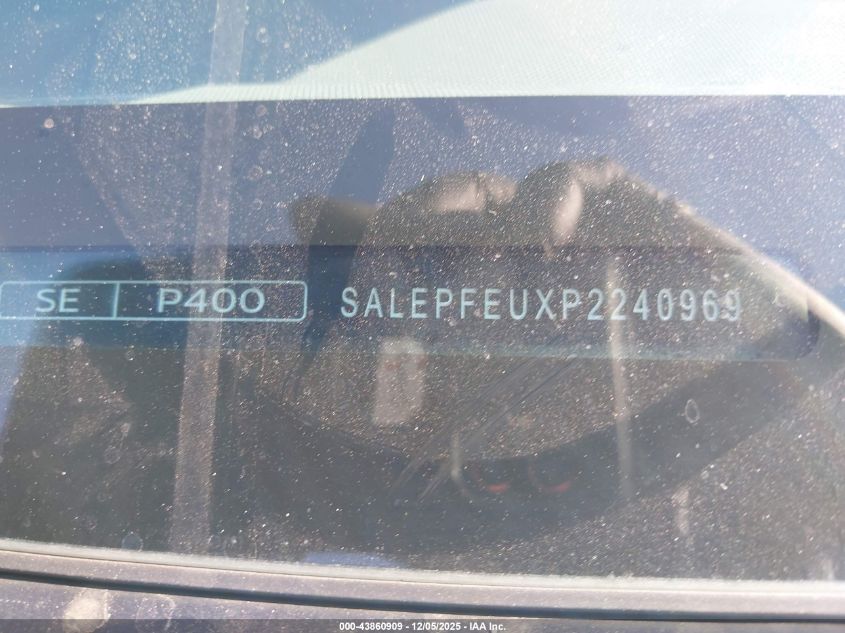 SE | P400 SALEPFEUXP2240969
000-43860909 - 12/05/2025 - IAA Inc.